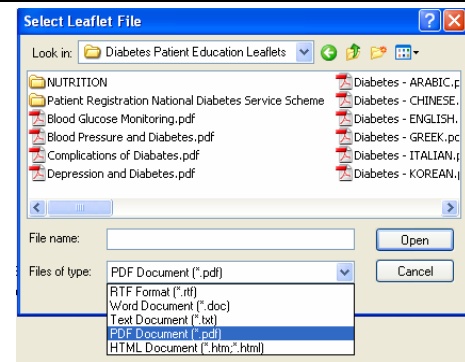 Select Leaflet File
Look in: Diabetes Patient Education Leaflets
NUTRITION
Patient Registration National Diabetes Service Scheme
Blood Glucose Monitoring.pdf
Blood Pressure and Diabetes.pdf
Complications of Diabates.pdf
Depression and Diabetes.pdf
Diabetes - ARABIC.p
Diabetes - CHINESE.
Diabetes - ENGLISH.
Diabetes - GREEK.pd
Diabetes - ITALIAN.p
Diabetes - KOREAN.p
File name:
Open
Files of type: PDF Document (*.pdf)
Cancel
RTF Format (*.rtf)
Word Document (*.doc)
Text Document (*.txt)
PDF Document (*.pdf)
HTML Document (*.htm;*.html)